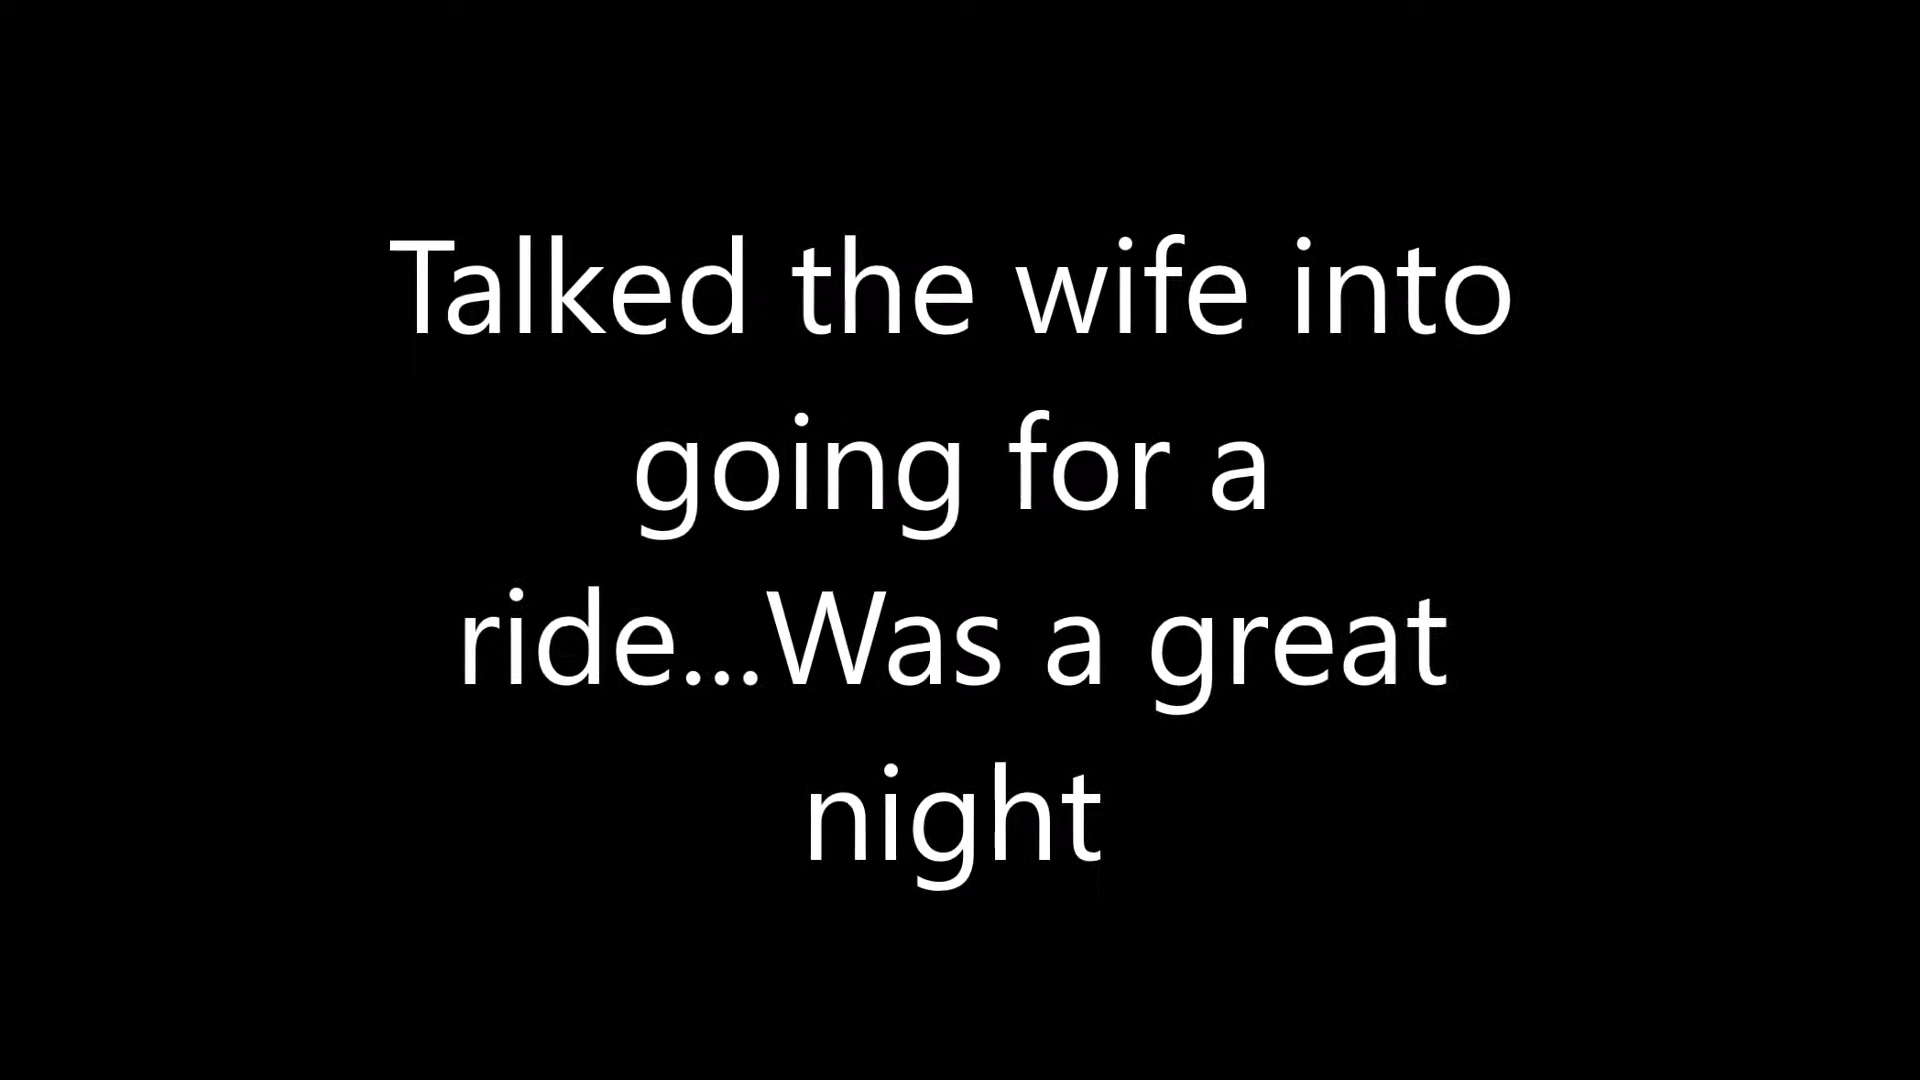 Talked the wife into
going for a
ride...Was a great
night